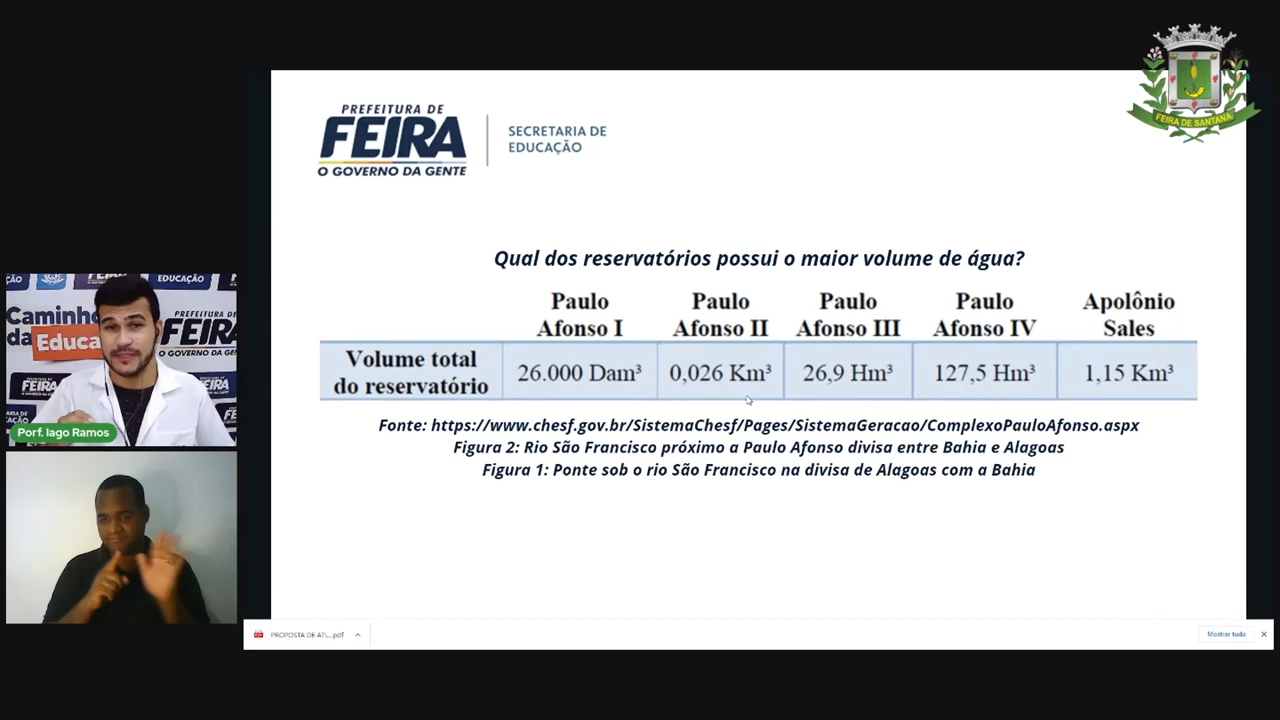 FEIRA DE SANTANA
PREFEITURA DE
FEIRA
O GOVERNO DA GENTE
SECRETARIA DE
EDUCAÇÃO
Qual dos reservatórios possui o maior volume de água?
Paulo Afonso I
Paulo Afonso II
Paulo Afonso III
Paulo Afonso IV
Apolônio Sales
Volume total do reservatório
26.000 Dam³
0,026 Km³
26,9 Hm³
127,5 Hm³
1,15 Km³
Fonte: https://www.chesf.gov.br/SistemaChesf/Pages/SistemaGeracao/ComplexoPauloAfonso.aspx
Figura 2: Rio São Francisco próximo a Paulo Afonso divisa entre Bahia e Alagoas
Figura 1: Ponte sob o rio São Francisco na divisa de Alagoas com a Bahia
EDUCAÇÃO
Caminho
da Educa
PREFEITURA DE
FEIRA
O GOVERNO DA GENTE
FEIRA
Porf. Iago Ramos
PROPOSTA DE ATI....pdf
Mostrar tudo